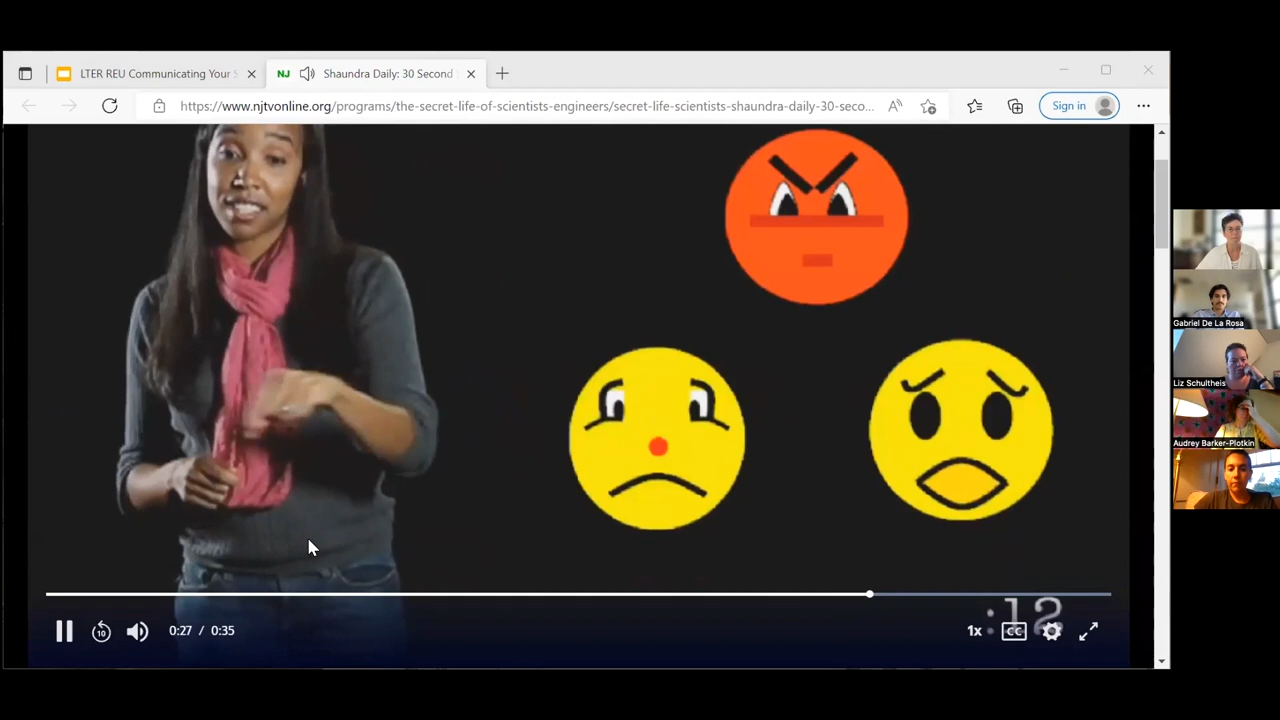 LTER REU Communicating Your S
NJ
Shaundra Daily: 30 Second
https://www.njtvonline.org/programs/the-secret-life-of-scientists-engineers/secret-life-scientists-shaundra-daily-30-seco...
A
Sign in
Gabriel De La Rosa
Liz Schultheis
Audrey Barker-Plotkin
:12
10
0:27 / 0:35
1x
CC